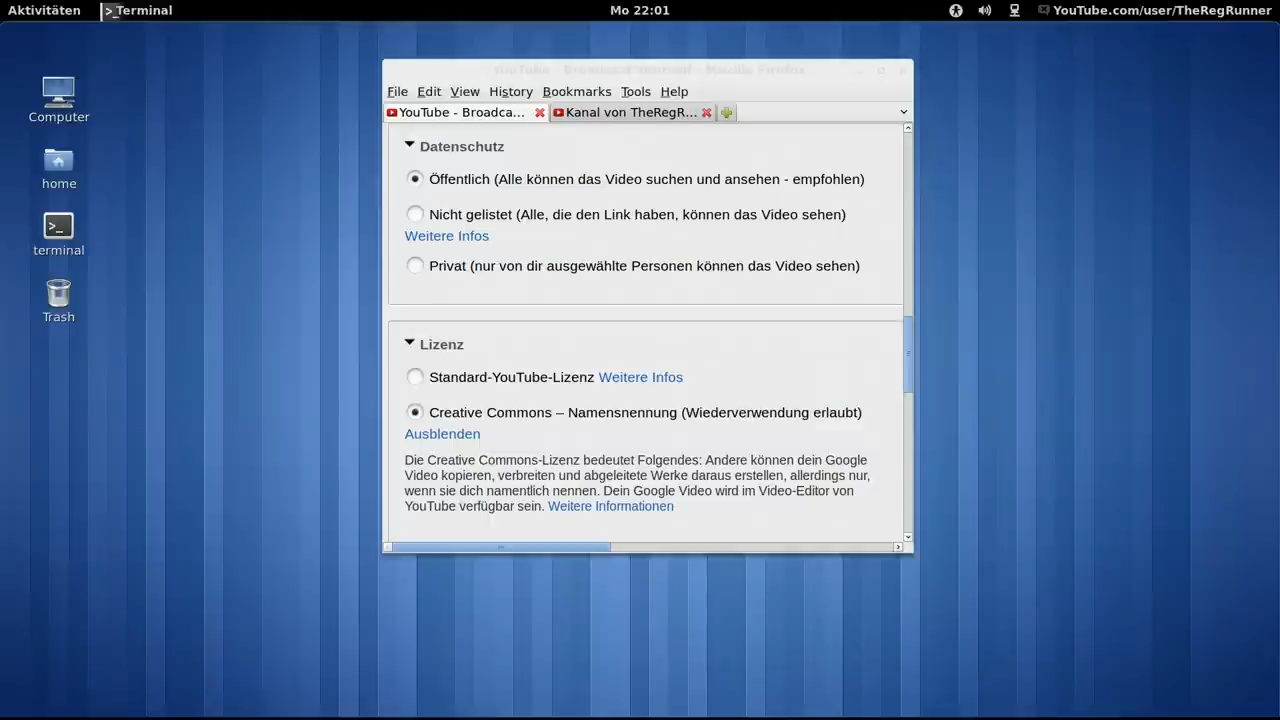 Aktivitäten
Terminal
Mo 22:01
YouTube.com/user/TheRegRunner
Computer
home
terminal
Trash
YouTube - Broadcast Yourself - Mozilla Firefox
File Edit View History Bookmarks Tools Help
YouTube - Broadca...
Kanal von TheRegR...
Datenschutz
Öffentlich (Alle können das Video suchen und ansehen - empfohlen)
Nicht gelistet (Alle, die den Link haben, können das Video sehen)
Weitere Infos
Privat (nur von dir ausgewählte Personen können das Video sehen)
Lizenz
Standard-YouTube-Lizenz Weitere Infos
Creative Commons – Namensnennung (Wiederverwendung erlaubt)
Ausblenden
Die Creative Commons-Lizenz bedeutet Folgendes: Andere können dein Google
Video kopieren, verbreiten und abgeleitete Werke daraus erstellen, allerdings nur,
wenn sie dich namentlich nennen. Dein Google Video wird im Video-Editor von
YouTube verfügbar sein. Weitere Informationen